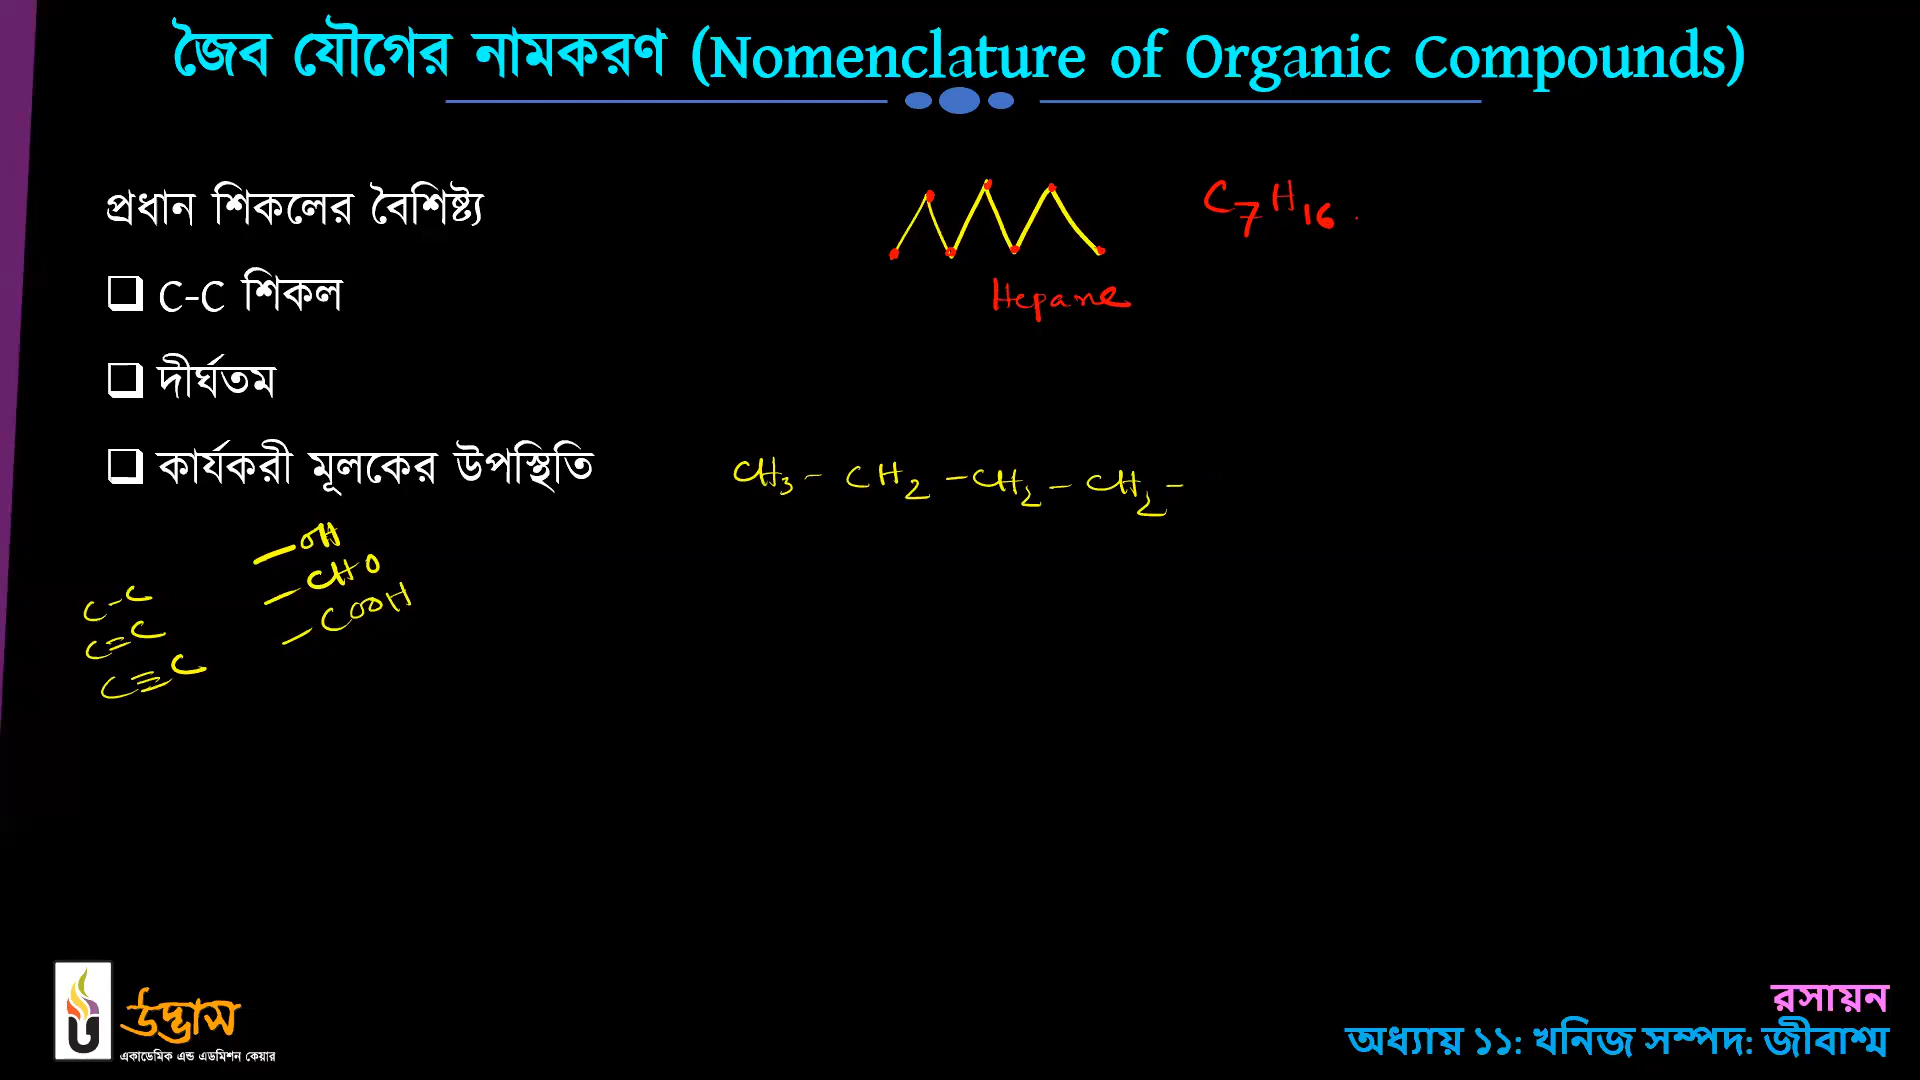 জৈব যৌগের নামকরণ (Nomenclature of Organic Compounds)
প্রধান শিকলের বৈশিষ্ট্য
C-C শিকল
দীর্ঘতম
কার্যকরী মূলকের উপস্থিতি
C7H16
Hepane
CH3 - CH2 - CH2 - CH2 -
-OH
-CHO
-COOH
C-C
C=C
C≡C
উদ্ভাস
একাডেমিক এন্ড এডমিশন কেয়ার
রসায়ন
অধ্যায় ১১: খনিজ সম্পদ: জীবাশ্ম